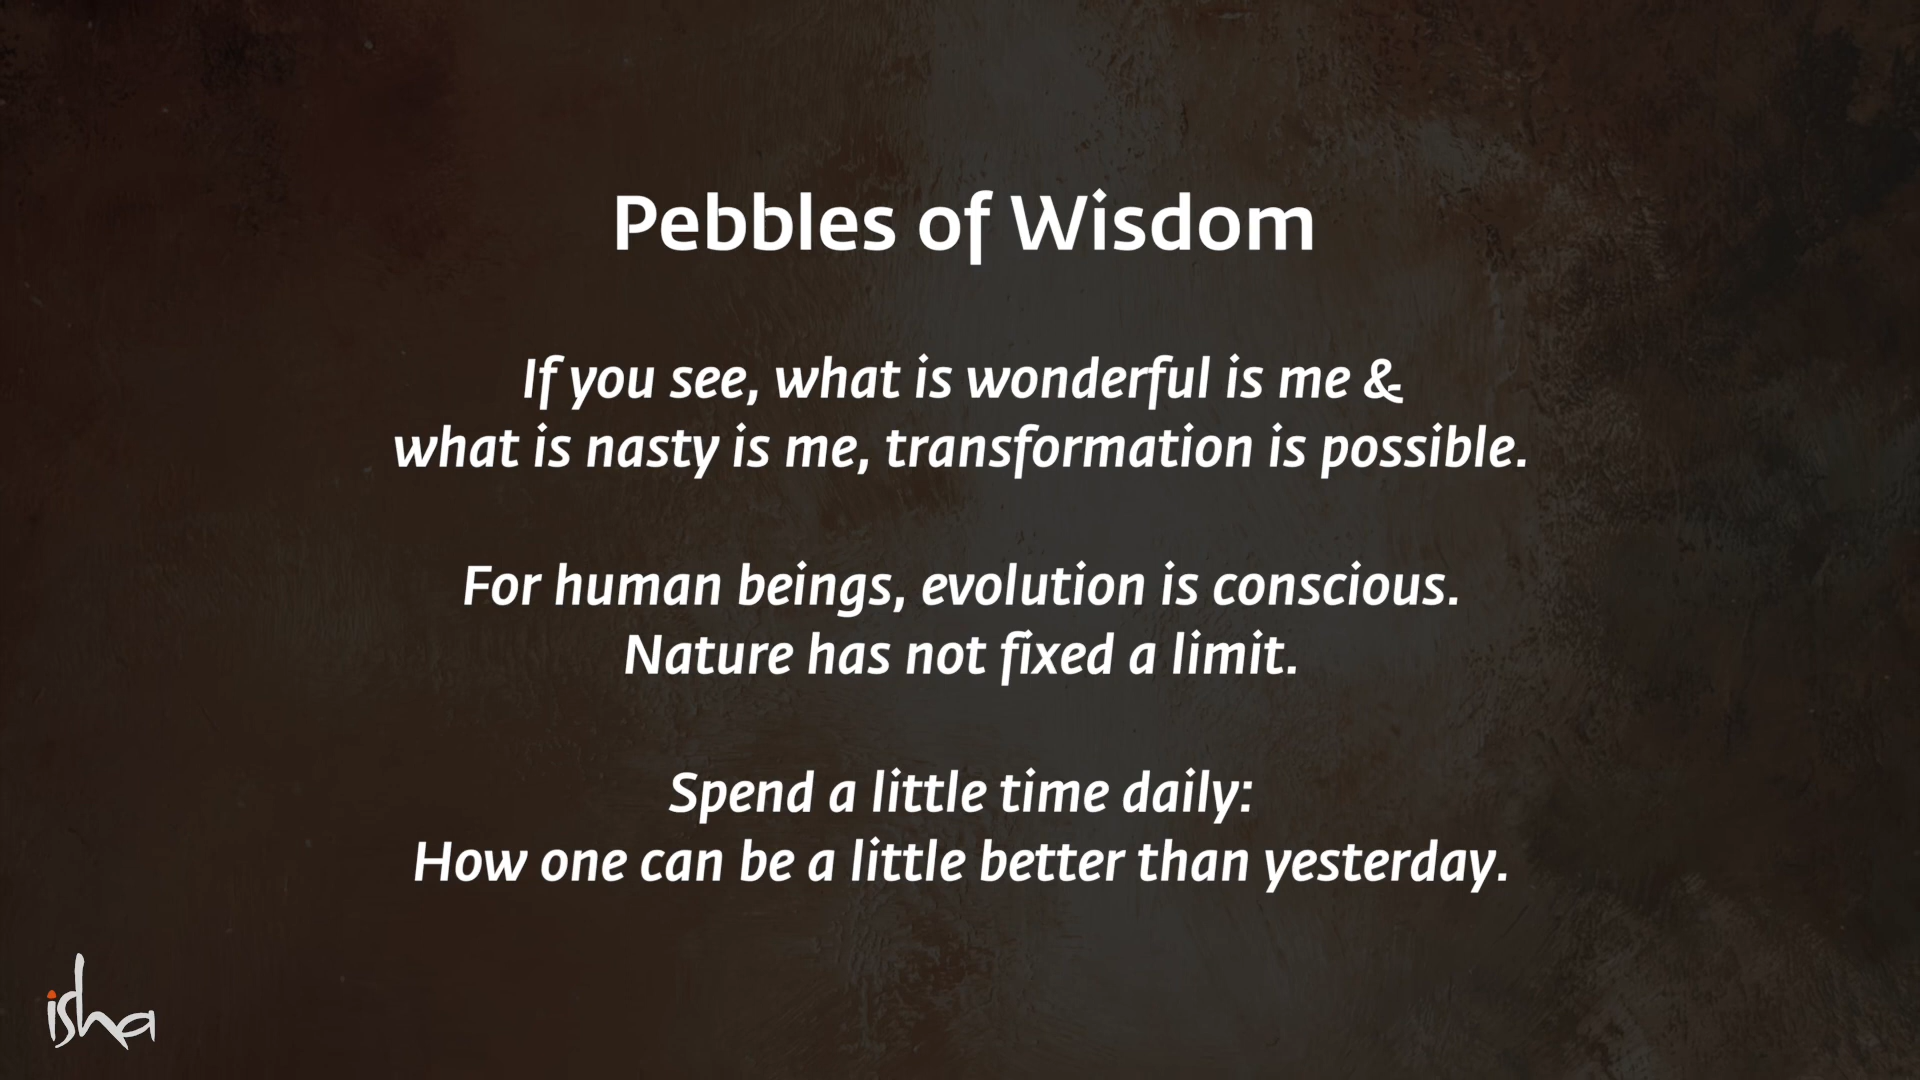 Pebbles of Wisdom
If you see, what is wonderful is me &
what is nasty is me, transformation is possible.
For human beings, evolution is conscious.
Nature has not fixed a limit.
Spend a little time daily:
How one can be a little better than yesterday.
isha